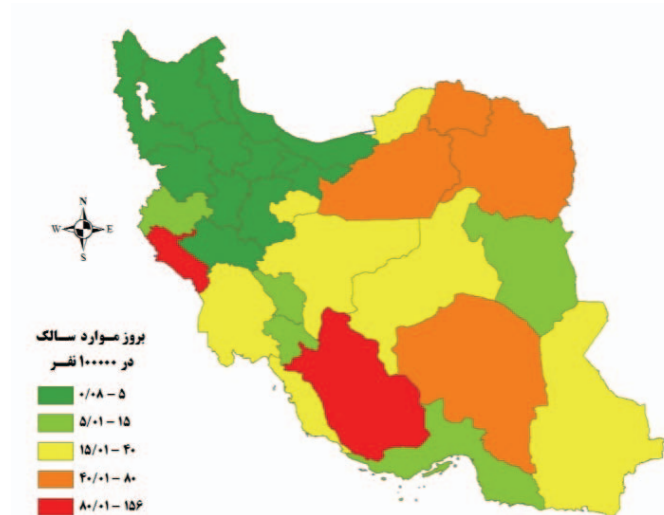 N
W E
S
بروز موارد سالک
در ۱۰۰۰۰۰ نفر
۰/۰۸ – ۵
۵/۰۱ – ۱۵
۱۵/۰۱ – ۴۰
۴۰/۰۱ – ۸۰
۸۰/۰۱ – ۱۵۶